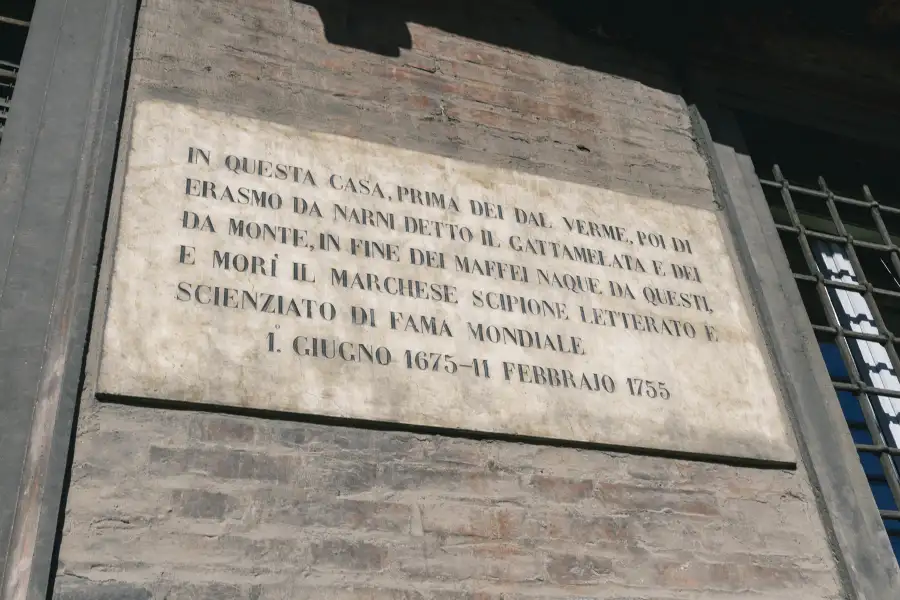 IN QUESTA CASA, PRIMA DEI DAL VERME, POI DI
ERASMO DA NARNI DETTO IL GATTAMELATA E DEI
DA MONTE, IN FINE DEI MAFFEI NAQUE DA QUESTI,
E MORÌ IL MARCHESE SCIPIONE LETTERATO E
SCIENZIATO DI FAMA MONDIALE
1.° GIUGNO 1675-11 FEBBRAJO 1755